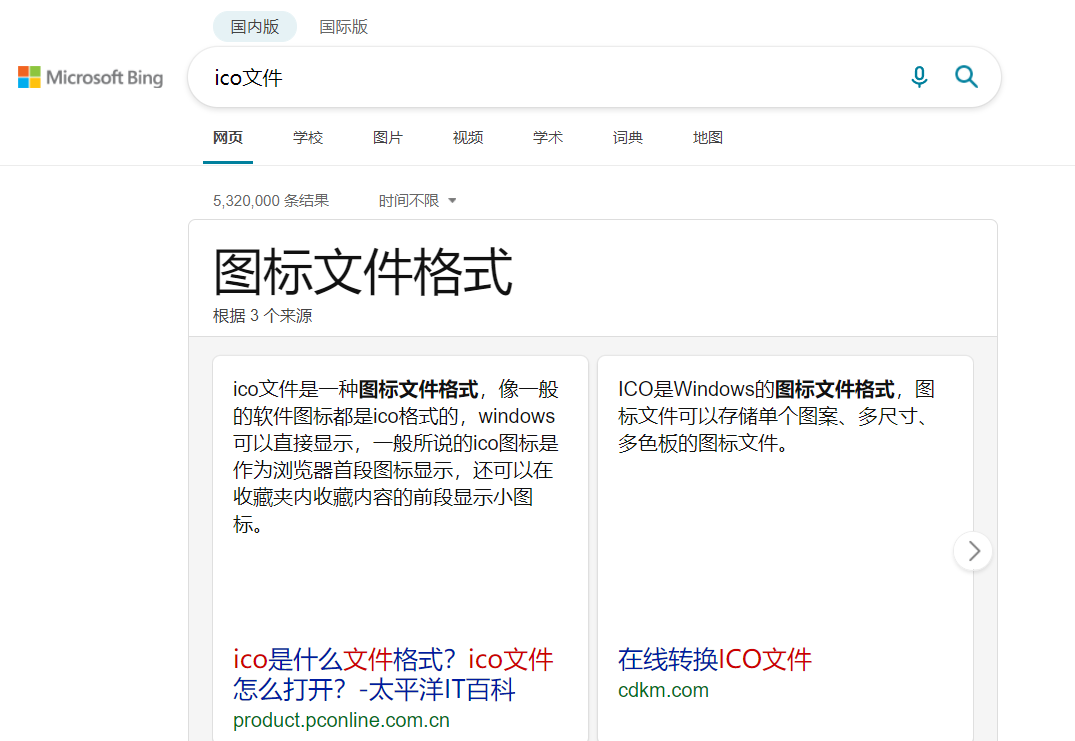 国内版 国际版
Microsoft Bing
ico文件
网页 学校 图片 视频 学术 词典 地图
5,320,000 条结果 时间不限
图标文件格式
根据 3 个来源
ico文件是一种图标文件格式，像一般
的软件图标都是ico格式的，windows
可以直接显示，一般所说的ico图标是
作为浏览器首段图标显示，还可以在
收藏夹内收藏内容的前段显示小图
标。
ico是什么文件格式？ico文件
怎么打开？-太平洋IT百科
product.pconline.com.cn
ICO是Windows的图标文件格式，图
标文件可以存储单个图案、多尺寸、
多色板的图标文件。
在线转换ICO文件
cdkm.com